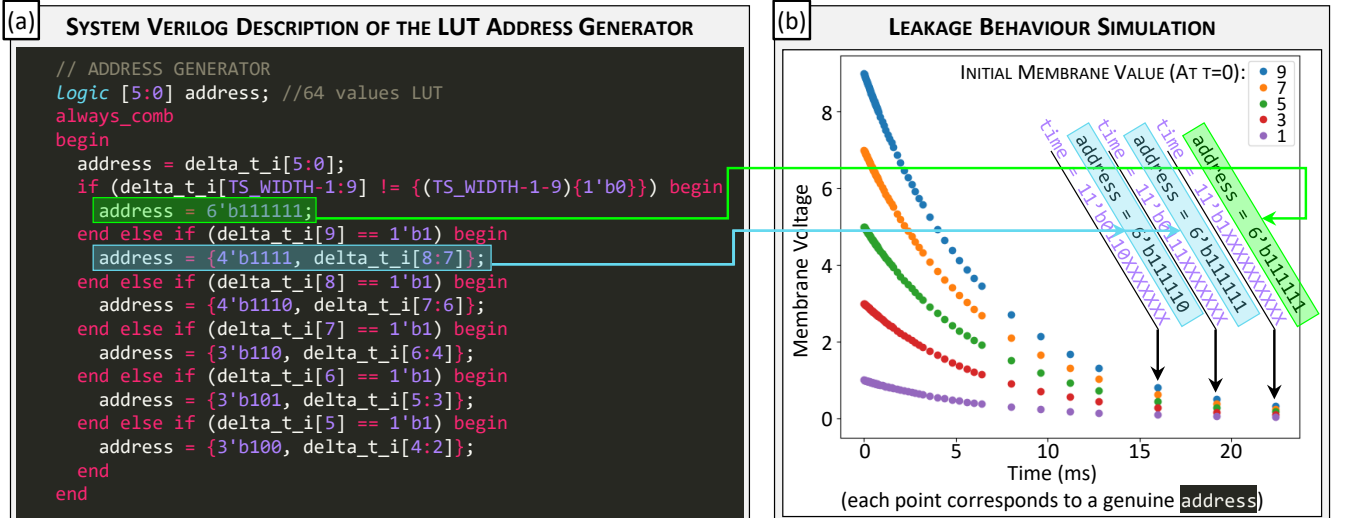 (a)
System Verilog Description of the LUT Address Generator
// ADDRESS GENERATOR
logic [5:0] address; //64 values LUT
always_comb
begin
address = delta_t_i[5:0];
if (delta_t_i[TS_WIDTH-1:9] != {(TS_WIDTH-1-9){1'b0}}) begin
address = 6'b111111;
end else if (delta_t_i[9] == 1'b1) begin
address = {4'b1111, delta_t_i[8:7]};
end else if (delta_t_i[8] == 1'b1) begin
address = {4'b1110, delta_t_i[7:6]};
end else if (delta_t_i[7] == 1'b1) begin
address = {3'b110, delta_t_i[6:4]};
end else if (delta_t_i[6] == 1'b1) begin
address = {3'b101, delta_t_i[5:3]};
end else if (delta_t_i[5] == 1'b1) begin
address = {3'b100, delta_t_i[4:2]};
end
end
(b)
Leakage Behaviour Simulation
Initial Membrane Value (At t=0):
9
7
5
3
1
time = 11'b0110XXXXXXX
address = 6'b111110
time = 11'b0111XXXXXXX
address = 6'b111111
time = 11'b1XXXXXXXXXX
address = 6'b111111
Membrane Voltage
8
6
4
2
0
0 5 10 15 20
Time (ms)
(each point corresponds to a genuine address)